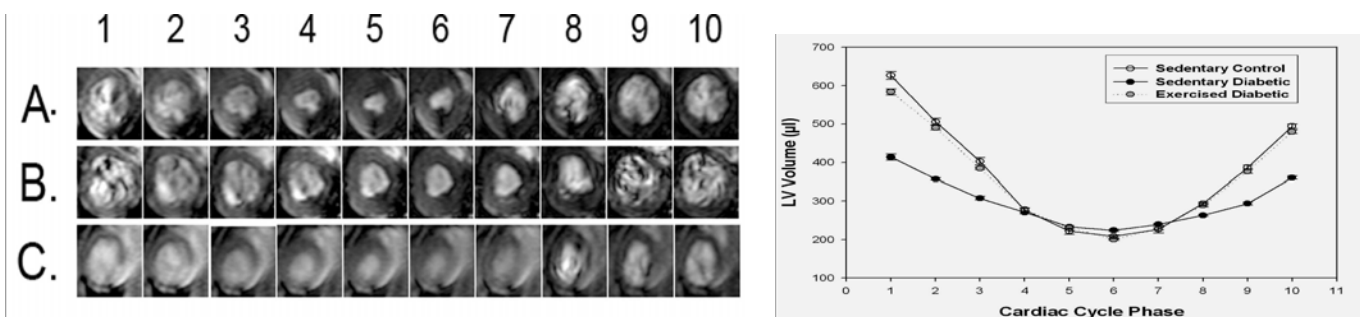 1 2 3 4 5 6 7 8 9 10
A.
B.
C.
700
600
500
400
300
200
100
LV Volume (µl)
Sedentary Control
Sedentary Diabetic
Exercised Diabetic
0 1 2 3 4 5 6 7 8 9 10 11
Cardiac Cycle Phase